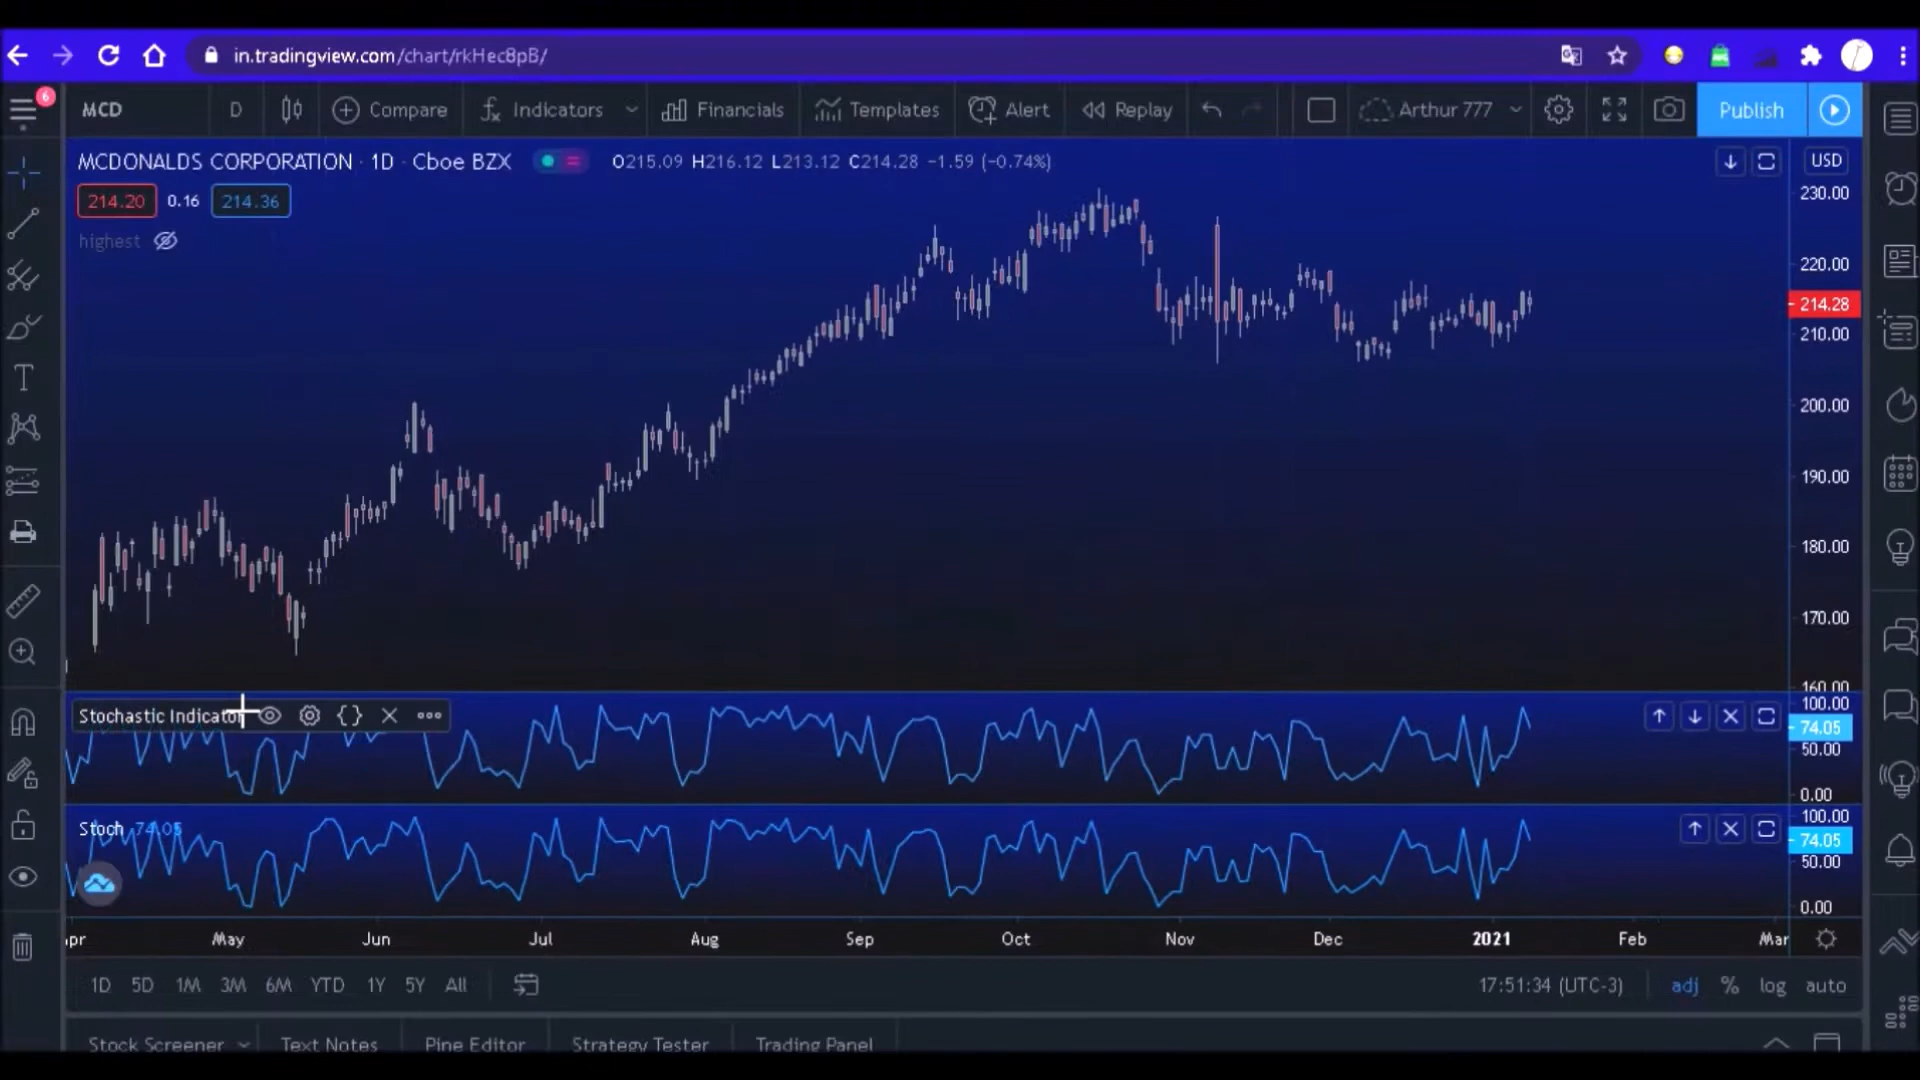 in.tradingview.com/chart/rkHec8pB/
6
MCD D Compare Indicators Financials Templates Alert Replay Arthur 777 Publish
MCDONALDS CORPORATION · 1D · Cboe BZX O215.09 H216.12 L213.12 C214.28 −1.59 (−0.74%) USD
214.20 0.16 214.36
highest
230.00
220.00
214.28
210.00
200.00
190.00
180.00
170.00
160.00
Stochastic Indicator
100.00
74.05
50.00
0.00
Stoch 74.05
100.00
74.05
50.00
0.00
pr May Jun Jul Aug Sep Oct Nov Dec 2021 Feb Mar
1D 5D 1M 3M 6M YTD 1Y 5Y All 17:51:34 (UTC-3) adj % log auto
Stock Screener Text Notes Pine Editor Strategy Tester Trading Panel